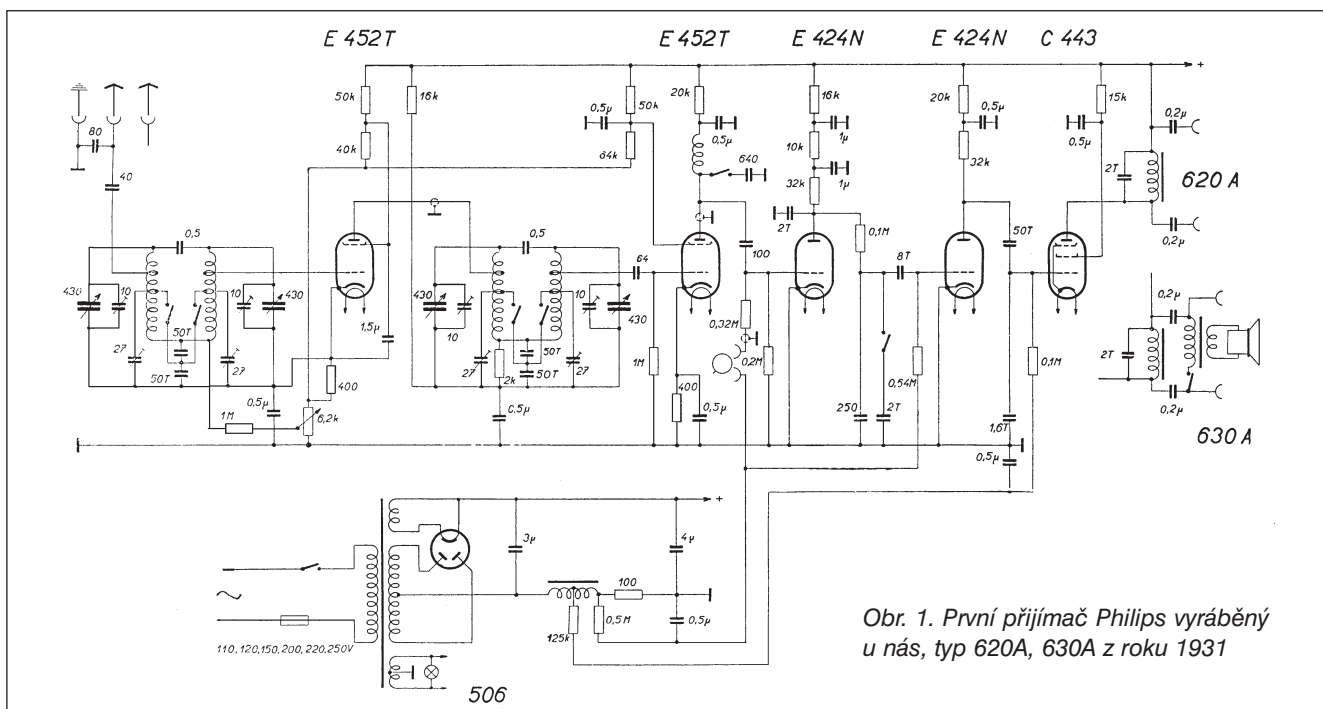 E 452T E 452T E 424N E 424N C 443
+
50k 16k 50k 20k 16k 20k 15k
0,5µ 0,5µ 1µ 0,5µ 0,5µ 0,2µ
80
40k 64k 640 10k 32k 2T
40 1µ 620 A
32k
2T 0,2µ
0,5 0,5 64 100 0,1M 8T 50T
430 10 10 430 430 10 10 430
1,5µ 0,32M 0,2µ
27 50T 27 27 50T 27 1M 0,2M 0,54M 0,1M 2T
50T 400 2k 50T 400
0,5µ 0,5µ 0,5µ 250 2T 1,6T 0,2µ
1M 6,2k 630 A
0,5µ
+
3µ 4µ
~ 100
125k 0,5M 0,5µ
110, 120, 150, 200, 220, 250V
506
Obr. 1. První přijímač Philips vyráběný
u nás, typ 620A, 630A z roku 1931